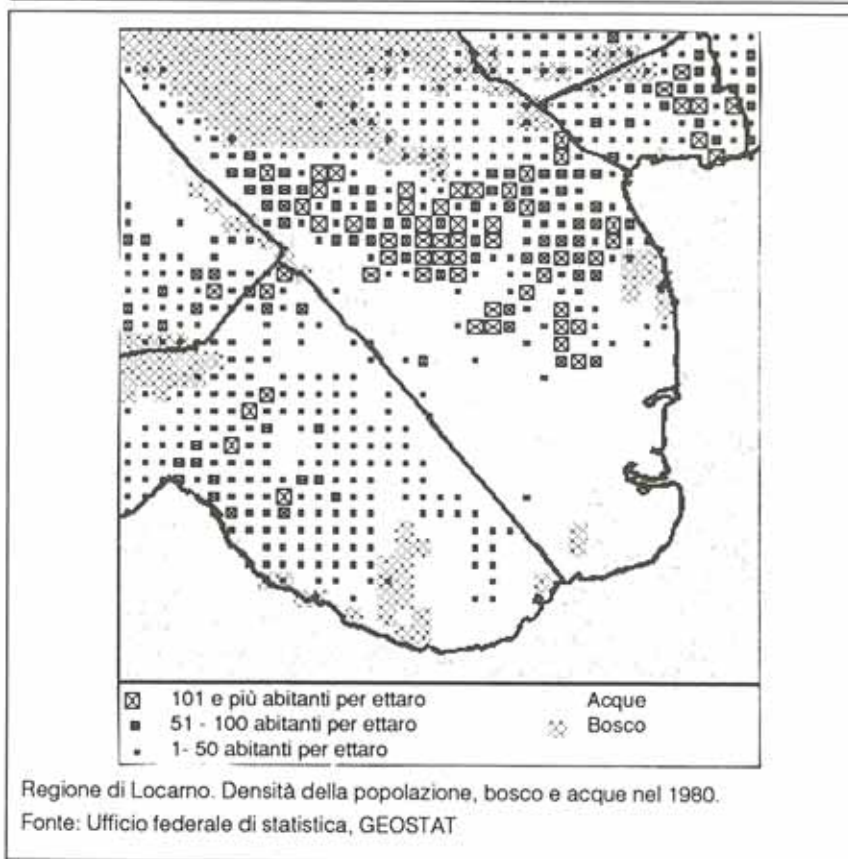 101 e più abitanti per ettaro
51 - 100 abitanti per ettaro
1- 50 abitanti per ettaro
Acque
Bosco
Regione di Locarno. Densità della popolazione, bosco e acque nel 1980.
Fonte: Ufficio federale di statistica, GEOSTAT